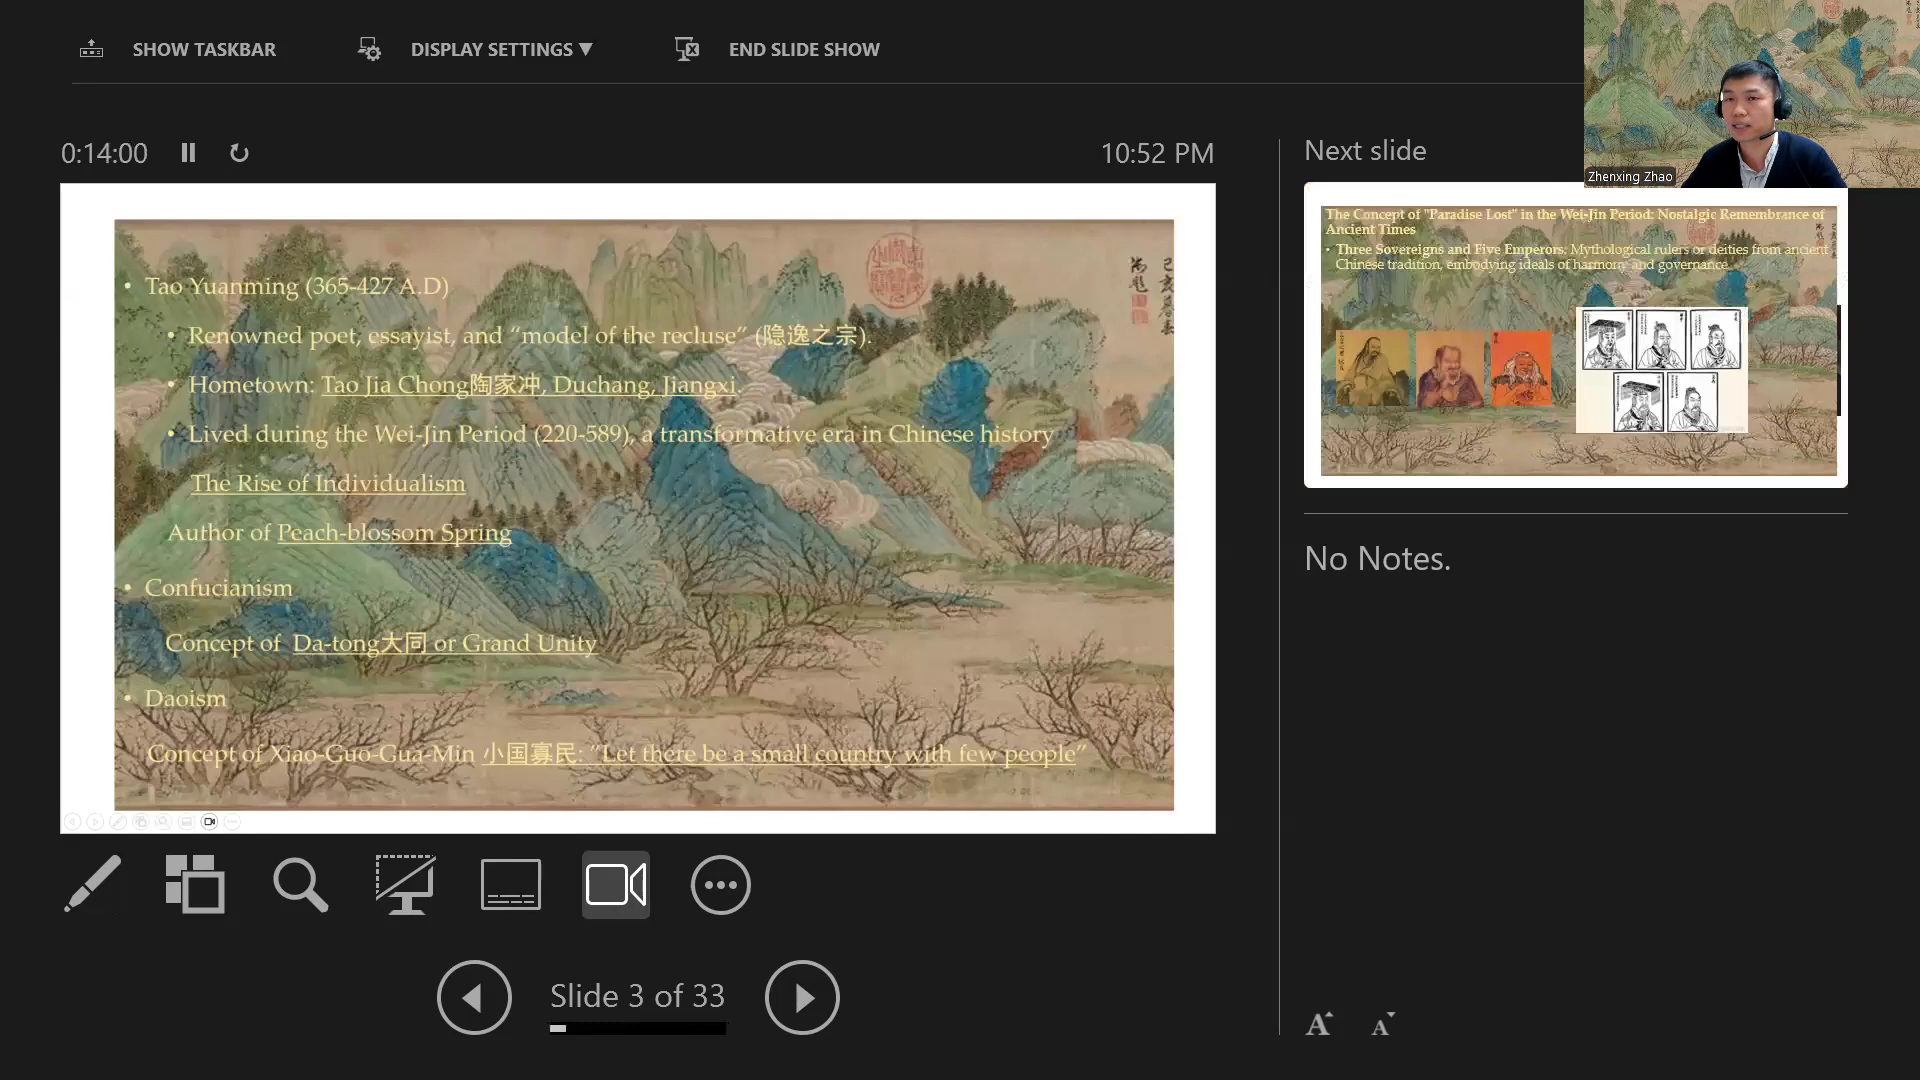 SHOW TASKBAR
DISPLAY SETTINGS ▼
END SLIDE SHOW
0:14:00
10:52 PM
Next slide
Zhenxing Zhao
• Tao Yuanming (365-427 A.D)
• Renowned poet, essayist, and “model of the recluse” (隐逸之宗).
• Hometown: Tao Jia Chong陶家冲, Duchang, Jiangxi.
• Lived during the Wei-Jin Period (220-589), a transformative era in Chinese history
The Rise of Individualism
Author of Peach-blossom Spring
• Confucianism
Concept of Da-tong大同 or Grand Unity
• Daoism
Concept of Xiao-Guo-Gua-Min 小国寡民: “Let there be a small country with few people”
The Concept of "Paradise Lost" in the Wei-Jin Period: Nostalgic Remembrance of
Ancient Times
• Three Sovereigns and Five Emperors: Mythological rulers or deities from ancient
Chinese tradition, embodying ideals of harmony and governance.
No Notes.
Slide 3 of 33
A
A